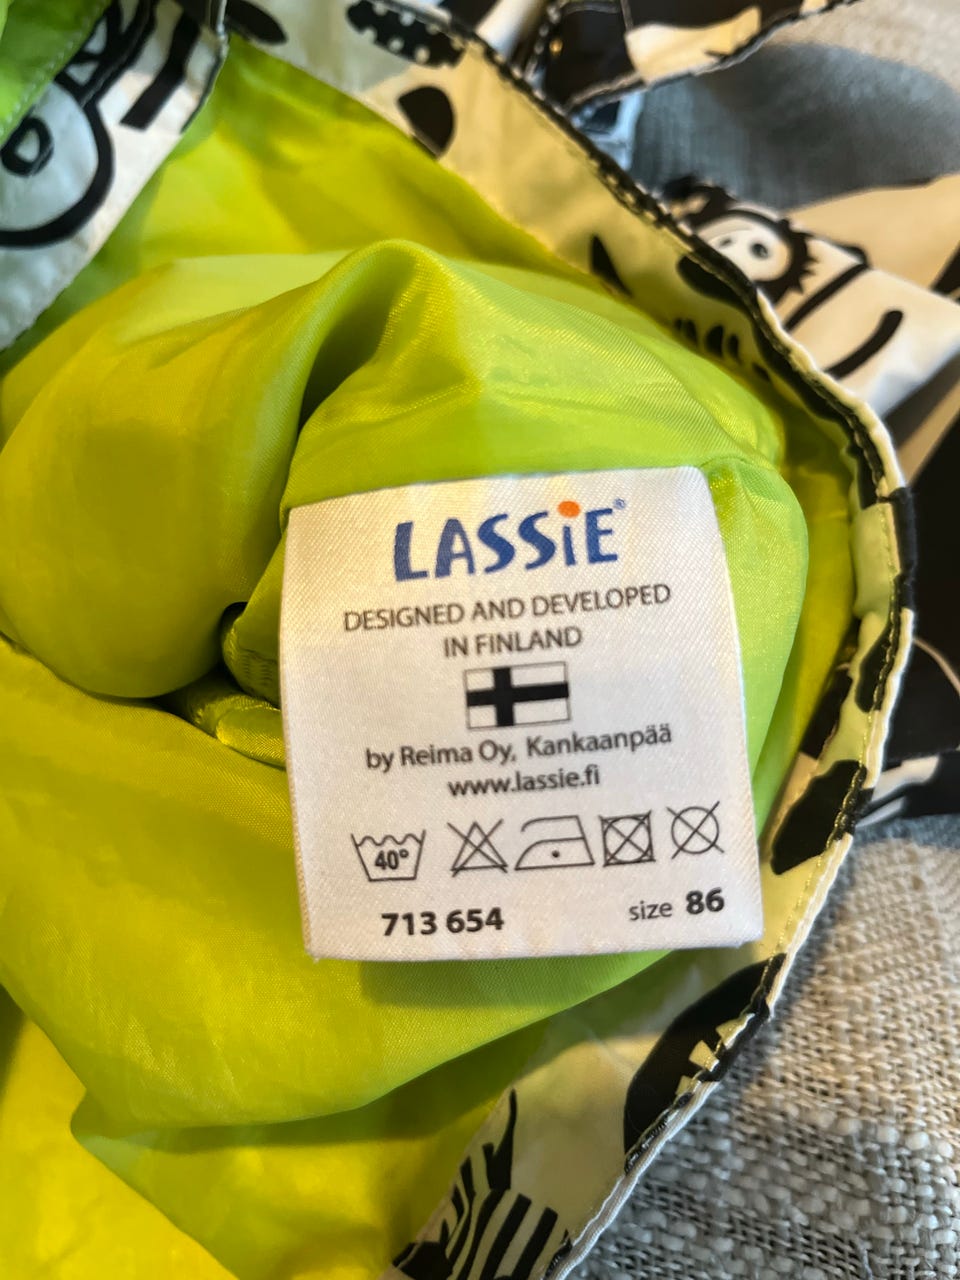 LASSiE®
DESIGNED AND DEVELOPED
IN FINLAND
by Reima Oy, Kankaanpää
www.lassie.fi
40°
713 654 size 86